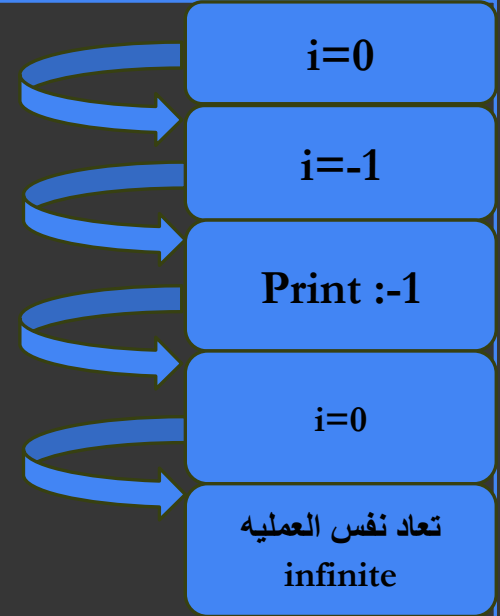 i=0
i=-1
Print :-1
i=0
تعاد نفس العمليه
infinite